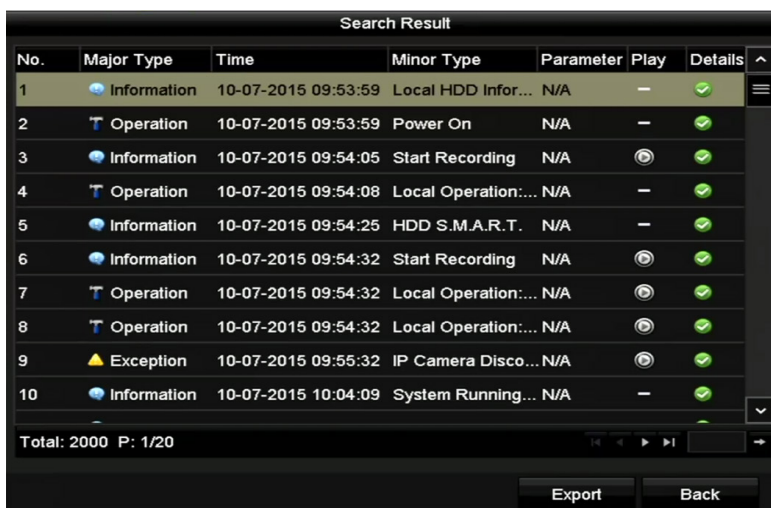 Search Result
No. Major Type Time Minor Type Parameter Play Details
1 Information 10-07-2015 09:53:59 Local HDD Infor... N/A –
2 Operation 10-07-2015 09:53:59 Power On N/A –
3 Information 10-07-2015 09:54:05 Start Recording N/A
4 Operation 10-07-2015 09:54:08 Local Operation:... N/A –
5 Information 10-07-2015 09:54:25 HDD S.M.A.R.T. N/A –
6 Information 10-07-2015 09:54:32 Start Recording N/A
7 Operation 10-07-2015 09:54:32 Local Operation:... N/A
8 Operation 10-07-2015 09:54:32 Local Operation:... N/A
9 Exception 10-07-2015 09:55:32 IP Camera Disco... N/A
10 Information 10-07-2015 10:04:09 System Running... N/A –
Total: 2000 P: 1/20
Export Back